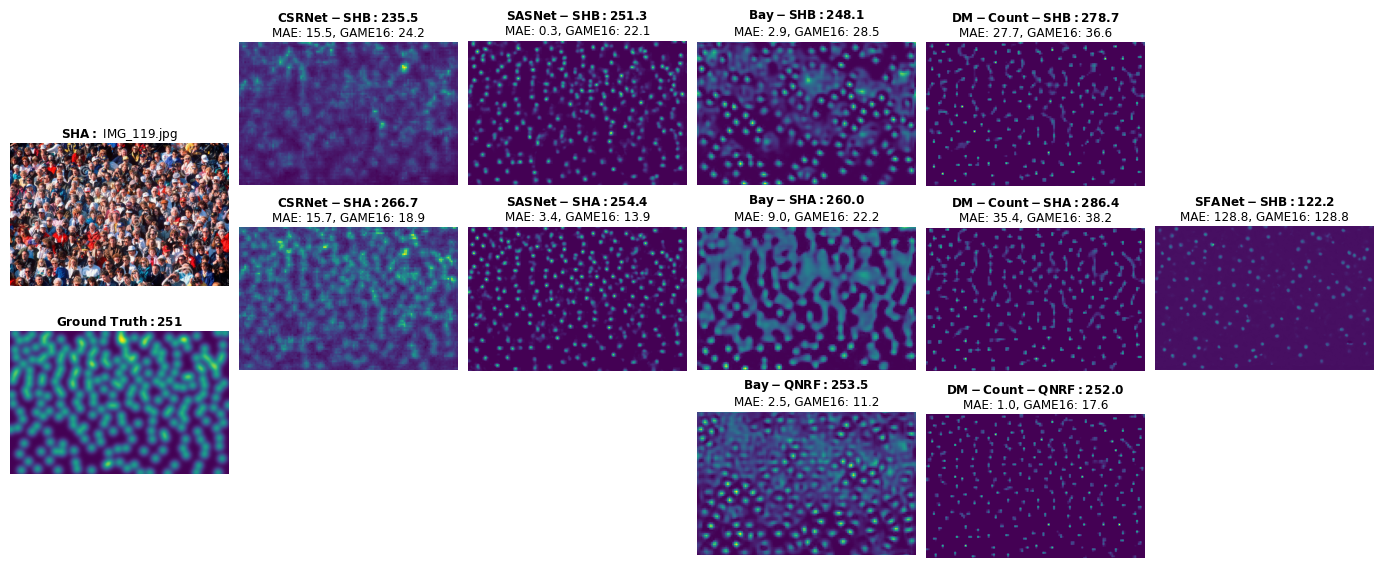 CSRNet−SHB: 235.5
MAE: 15.5, GAME16: 24.2
SASNet−SHB: 251.3
MAE: 0.3, GAME16: 22.1
Bay−SHB: 248.1
MAE: 2.9, GAME16: 28.5
DM−Count−SHB: 278.7
MAE: 27.7, GAME16: 36.6
SHA: IMG_119.jpg
CSRNet−SHA: 266.7
MAE: 15.7, GAME16: 18.9
SASNet−SHA: 254.4
MAE: 3.4, GAME16: 13.9
Bay−SHA: 260.0
MAE: 9.0, GAME16: 22.2
DM−Count−SHA: 286.4
MAE: 35.4, GAME16: 38.2
SFANet−SHB: 122.2
MAE: 128.8, GAME16: 128.8
Ground Truth: 251
Bay−QNRF: 253.5
MAE: 2.5, GAME16: 11.2
DM−Count−QNRF: 252.0
MAE: 1.0, GAME16: 17.6